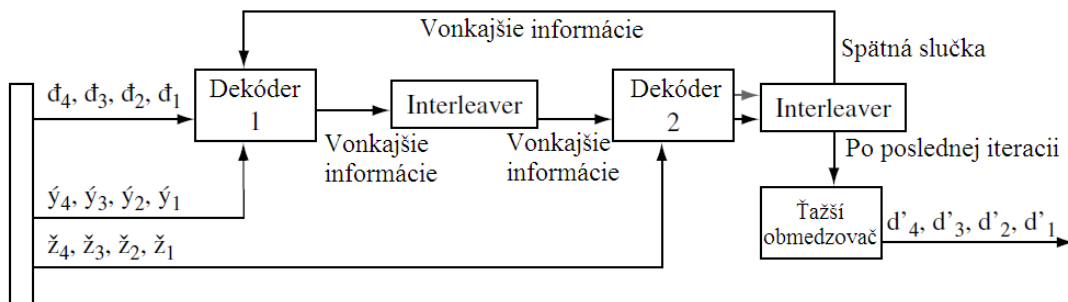 Vonkajšie informácie
Spätná slučka
đ4, đ3, đ2, đ1
Dekóder
1
Interleaver
Dekóder
2
Interleaver
Vonkajšie
informácie
Vonkajšie
informácie
Po poslednej iteracii
ý4, ý3, ý2, ý1
ž4, ž3, ž2, ž1
Ťažší
obmedzovač
d'4, d'3, d'2, d'1